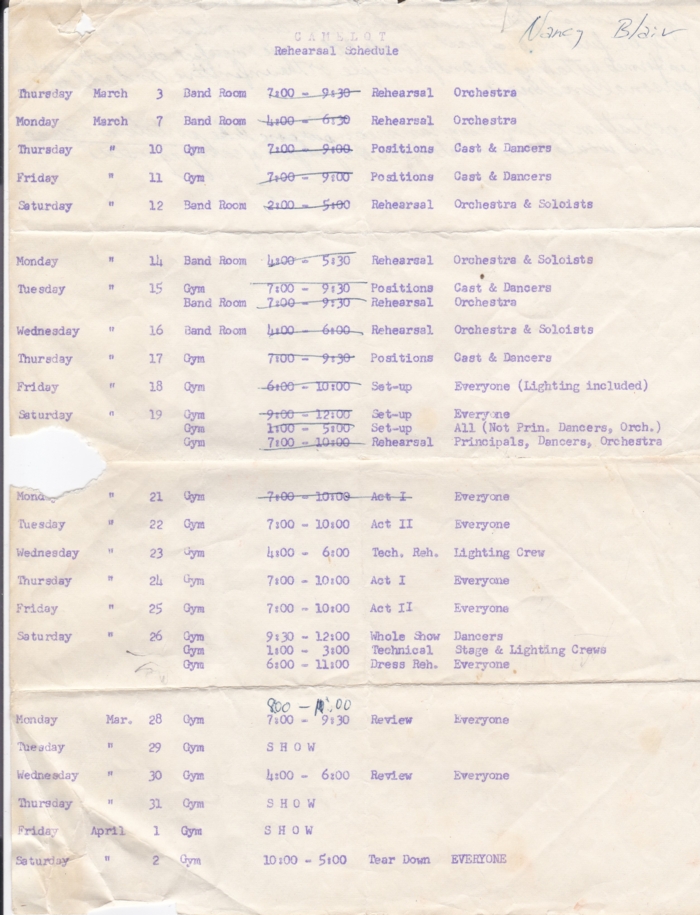 Nancy Blair
CAMELOT
Rehearsal Schedule
Thursday March 3 Band Room 7:00 - 9:30 Rehearsal Orchestra
Monday March 7 Band Room 4:00 - 6:30 Rehearsal Orchestra
Thursday " 10 Gym 7:00 - 9:00 Positions Cast & Dancers
Friday " 11 Gym 7:00 - 9:00 Positions Cast & Dancers
Saturday " 12 Band Room 2:00 - 5:00 Rehearsal Orchestra & Soloists
Monday " 14 Band Room 4:00 - 5:30 Rehearsal Orchestra & Soloists
Tuesday " 15 Gym 7:00 - 9:30 Positions Cast & Dancers
Band Room 7:00 - 9:30 Rehearsal Orchestra
Wednesday " 16 Band Room 4:00 - 6:00 Rehearsal Orchestra & Soloists
Thursday " 17 Gym 7:00 - 9:30 Positions Cast & Dancers
Friday " 18 Gym 6:00 - 10:00 Set-up Everyone (Lighting included)
Saturday " 19 Gym 9:00 - 12:00 Set-up Everyone
Gym 1:00 - 5:00 Set-up All (Not Prin. Dancers, Orch.)
Gym 7:00 - 10:00 Rehearsal Principals, Dancers, Orchestra
Mond " 21 Gym 7:00 - 10:00 Act I Everyone
Tuesday " 22 Gym 7:00 - 10:00 Act II Everyone
Wednesday " 23 Gym 4:00 - 6:00 Tech. Reh. Lighting Crew
Thursday " 24 Gym 7:00 - 10:00 Act I Everyone
Friday " 25 Gym 7:00 - 10:00 Act II Everyone
Saturday " 26 Gym 9:30 - 12:00 Whole Show Dancers
Gym 1:00 - 3:00 Technical Stage & Lighting Crews
Gym 6:00 - 11:00 Dress Reh. Everyone
Monday Mar. 28 Gym 7:00 - 9:30 Review Everyone
Tuesday " 29 Gym SHOW
Wednesday " 30 Gym 4:00 - 6:00 Review Everyone
Thursday " 31 Gym SHOW
Friday April 1 Gym SHOW
Saturday " 2 Gym 10:00 - 5:00 Tear Down EVERYONE